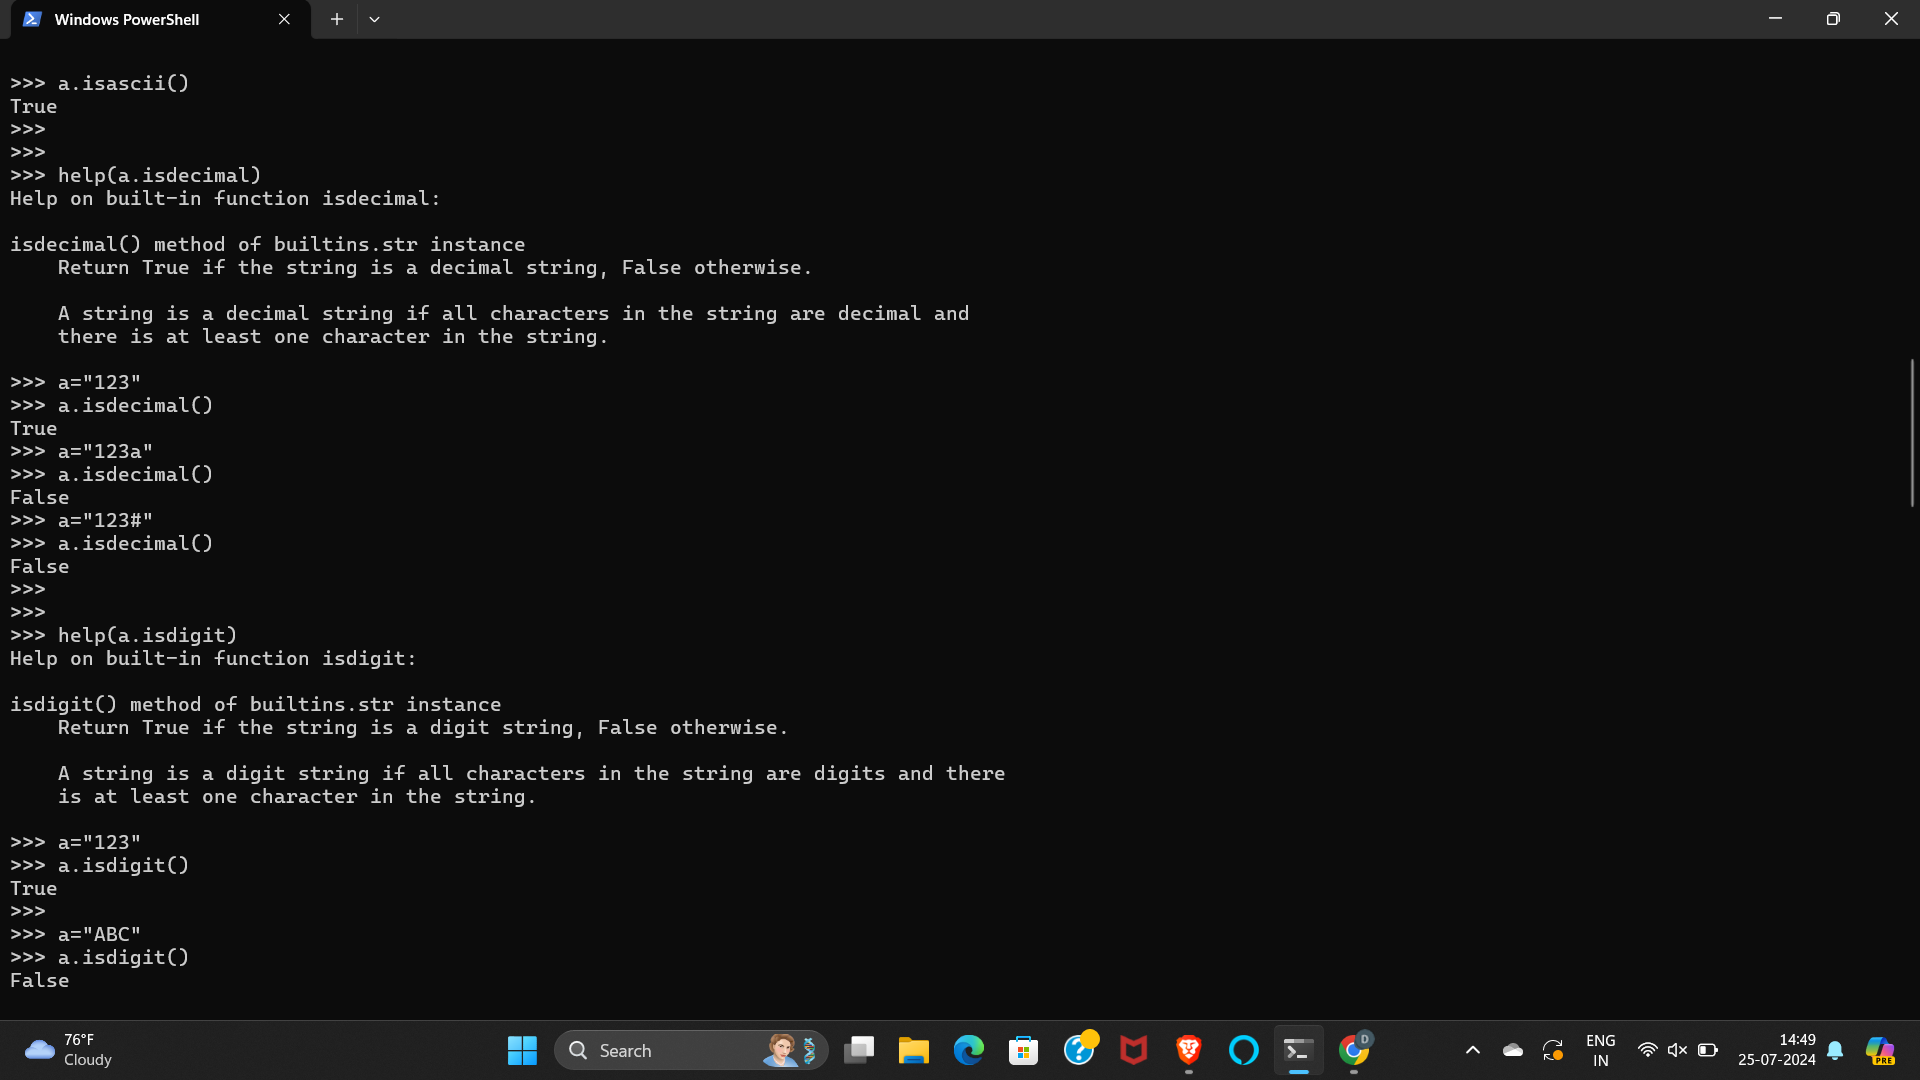 Windows PowerShell
>>> a.isascii()
True
>>>
>>>
>>> help(a.isdecimal)
Help on built-in function isdecimal:
isdecimal() method of builtins.str instance
    Return True if the string is a decimal string, False otherwise.
    A string is a decimal string if all characters in the string are decimal and
    there is at least one character in the string.
>>> a="123"
>>> a.isdecimal()
True
>>> a="123a"
>>> a.isdecimal()
False
>>> a="123#"
>>> a.isdecimal()
False
>>>
>>>
>>> help(a.isdigit)
Help on built-in function isdigit:
isdigit() method of builtins.str instance
    Return True if the string is a digit string, False otherwise.
    A string is a digit string if all characters in the string are digits and there
    is at least one character in the string.
>>> a="123"
>>> a.isdigit()
True
>>>
>>> a="ABC"
>>> a.isdigit()
False
76°F
Cloudy
Search
D
ENG
IN
14:49
25-07-2024
PRE